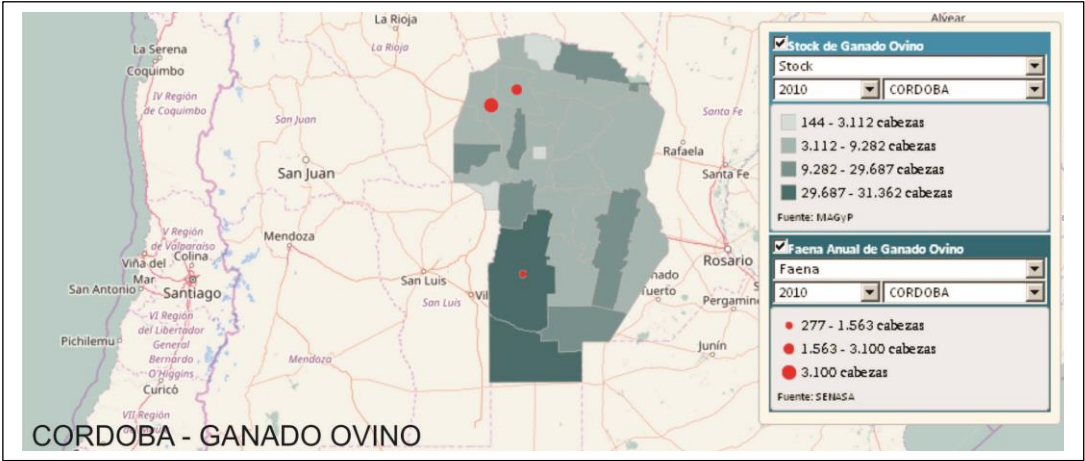 La Rioja
Alvear
La Serena
Coquimbo
La Rioja
IV Región
de Coquimbo
San Juan
Santa Fe
Rafaela
San Juan
Santa Fe
V Región
de Valparaíso
Mendoza
Colina
Viña del
Mar
Rosario
San Luis
San Antonio
Santiago
San Luis
Vil
nado
uerto
Pergamino
VI Región
del Libertador
General
Bernardo
O'Higgins
Pichilemu
Junín
Mendoza
Curicó
VII Región
CORDOBA - GANADO OVINO
Stock de Ganado Ovino
Stock
2010 CORDOBA
144 - 3.112 cabezas
3.112 - 9.282 cabezas
9.282 - 29.687 cabezas
29.687 - 31.362 cabezas
Fuente: MAGyP
Faena Anual de Ganado Ovino
Faena
2010 CORDOBA
277 - 1.563 cabezas
1.563 - 3.100 cabezas
3.100 cabezas
Fuente: SENASA